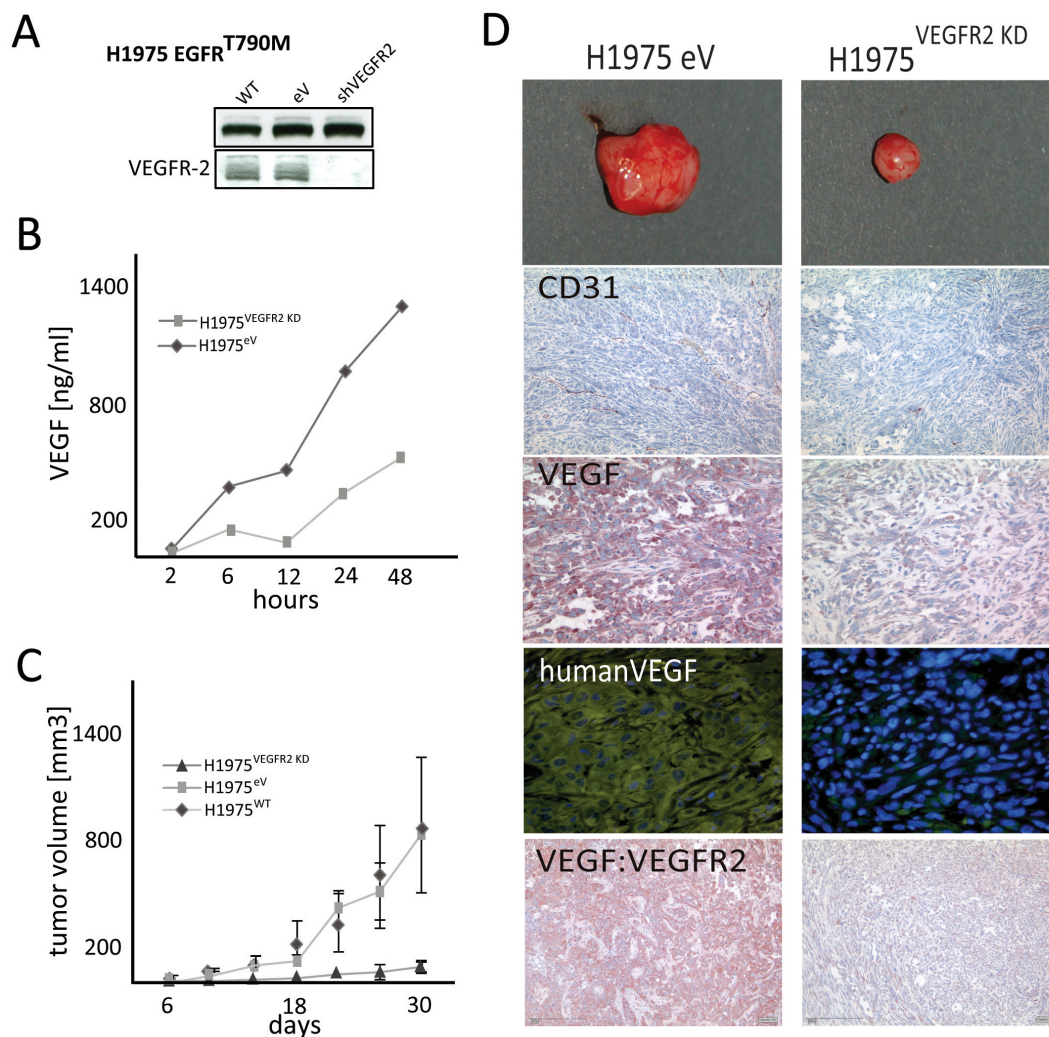 A
H1975 EGFR T790M
WT eV shVEGFR2
VEGFR-2
B
1400
800
200
VEGF [ng/ml]
H1975 VEGFR2 KD
H1975 eV
2 6 12 24 48
hours
C
1400
800
200
tumor volume [mm3]
H1975 VEGFR2 KD
H1975 eV
H1975 WT
6 18 30
days
D
H1975 eV
H1975 VEGFR2 KD
CD31
VEGF
humanVEGF
VEGF:VEGFR2